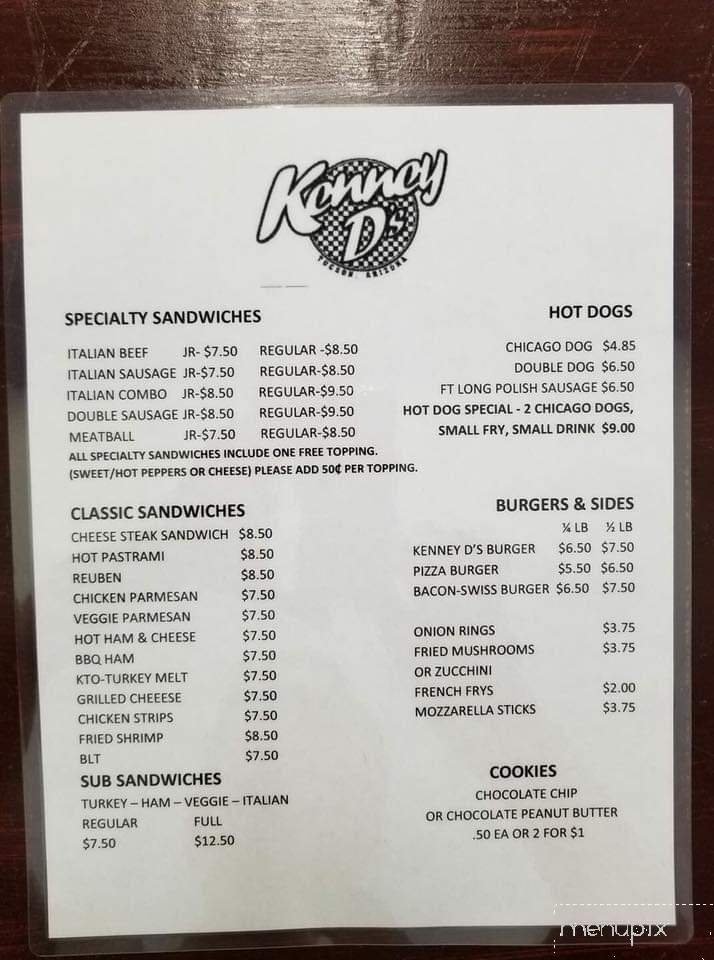 Kenney
D's
TUCSON, ARIZONA
SPECIALTY SANDWICHES
ITALIAN BEEF JR- $7.50 REGULAR -$8.50
ITALIAN SAUSAGE JR-$7.50 REGULAR-$8.50
ITALIAN COMBO JR-$8.50 REGULAR-$9.50
DOUBLE SAUSAGE JR-$8.50 REGULAR-$9.50
MEATBALL JR-$7.50 REGULAR-$8.50
ALL SPECIALTY SANDWICHES INCLUDE ONE FREE TOPPING.
(SWEET/HOT PEPPERS OR CHEESE) PLEASE ADD 50¢ PER TOPPING.
HOT DOGS
CHICAGO DOG $4.85
DOUBLE DOG $6.50
FT LONG POLISH SAUSAGE $6.50
HOT DOG SPECIAL - 2 CHICAGO DOGS,
SMALL FRY, SMALL DRINK $9.00
CLASSIC SANDWICHES
CHEESE STEAK SANDWICH $8.50
HOT PASTRAMI $8.50
REUBEN $8.50
CHICKEN PARMESAN $7.50
VEGGIE PARMESAN $7.50
HOT HAM & CHEESE $7.50
BBQ HAM $7.50
KTO-TURKEY MELT $7.50
GRILLED CHEEESE $7.50
CHICKEN STRIPS $7.50
FRIED SHRIMP $8.50
BLT $7.50
SUB SANDWICHES
TURKEY – HAM – VEGGIE – ITALIAN
REGULAR FULL
$7.50 $12.50
BURGERS & SIDES
¼ LB ½ LB
KENNEY D'S BURGER $6.50 $7.50
PIZZA BURGER $5.50 $6.50
BACON-SWISS BURGER $6.50 $7.50
ONION RINGS $3.75
FRIED MUSHROOMS $3.75
OR ZUCCHINI
FRENCH FRYS $2.00
MOZZARELLA STICKS $3.75
COOKIES
CHOCOLATE CHIP
OR CHOCOLATE PEANUT BUTTER
.50 EA OR 2 FOR $1
menupix